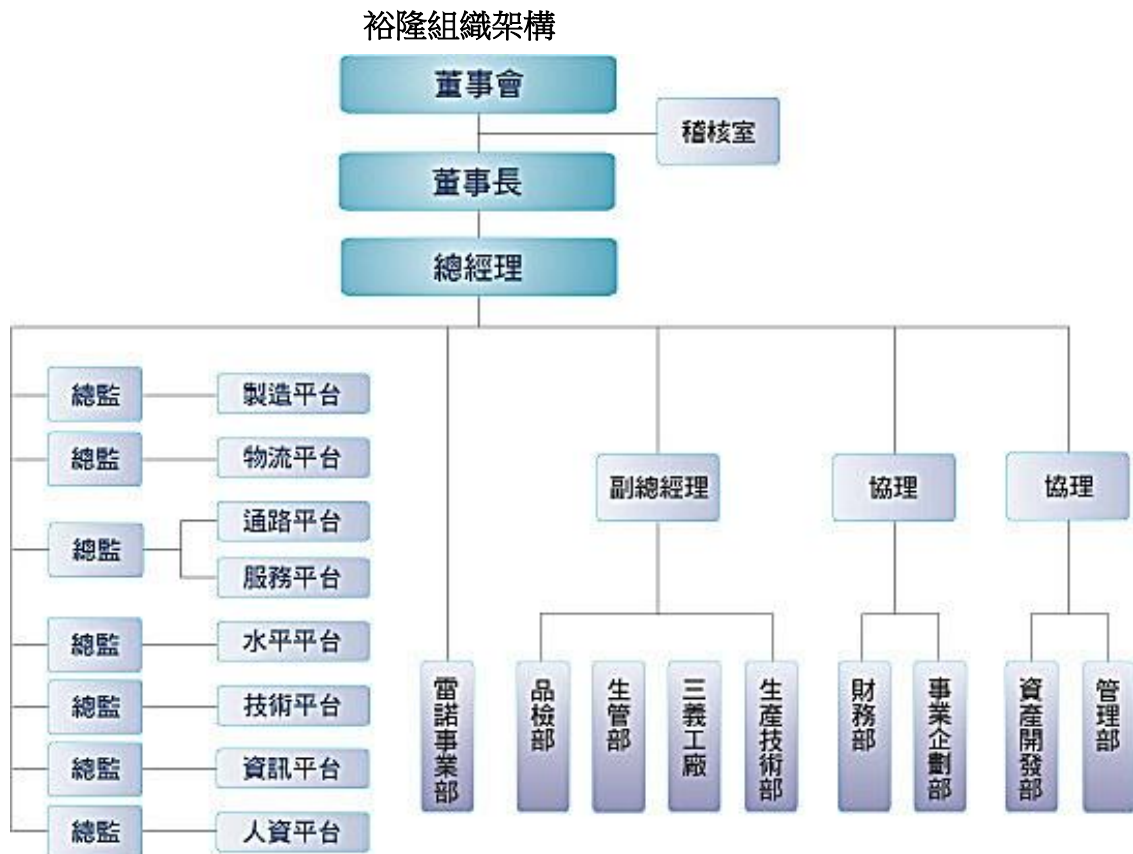 裕隆組織架構
董事會
稽核室
董事長
總經理
總監
製造平台
總監
物流平台
總監
通路平台
服務平台
總監
水平平台
總監
技術平台
總監
資訊平台
總監
人資平台
副總經理
協理
協理
雷諾事業部
品檢部
生管部
三義工廠
生產技術部
財務部
事業企劃部
資產開發部
管理部